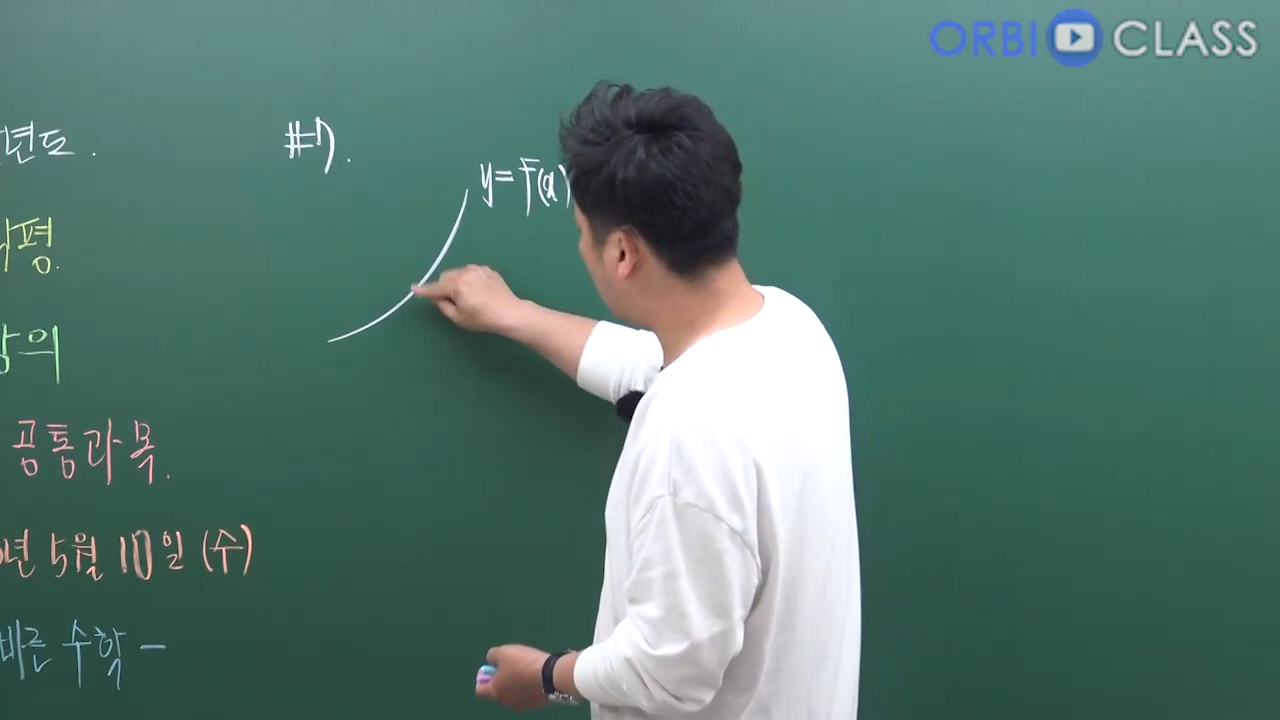 ORBI CLASS
년도.
#7.
y=f(x)
평.
의
공통과목.
년 5월 10일 (수)
바른 수학 -